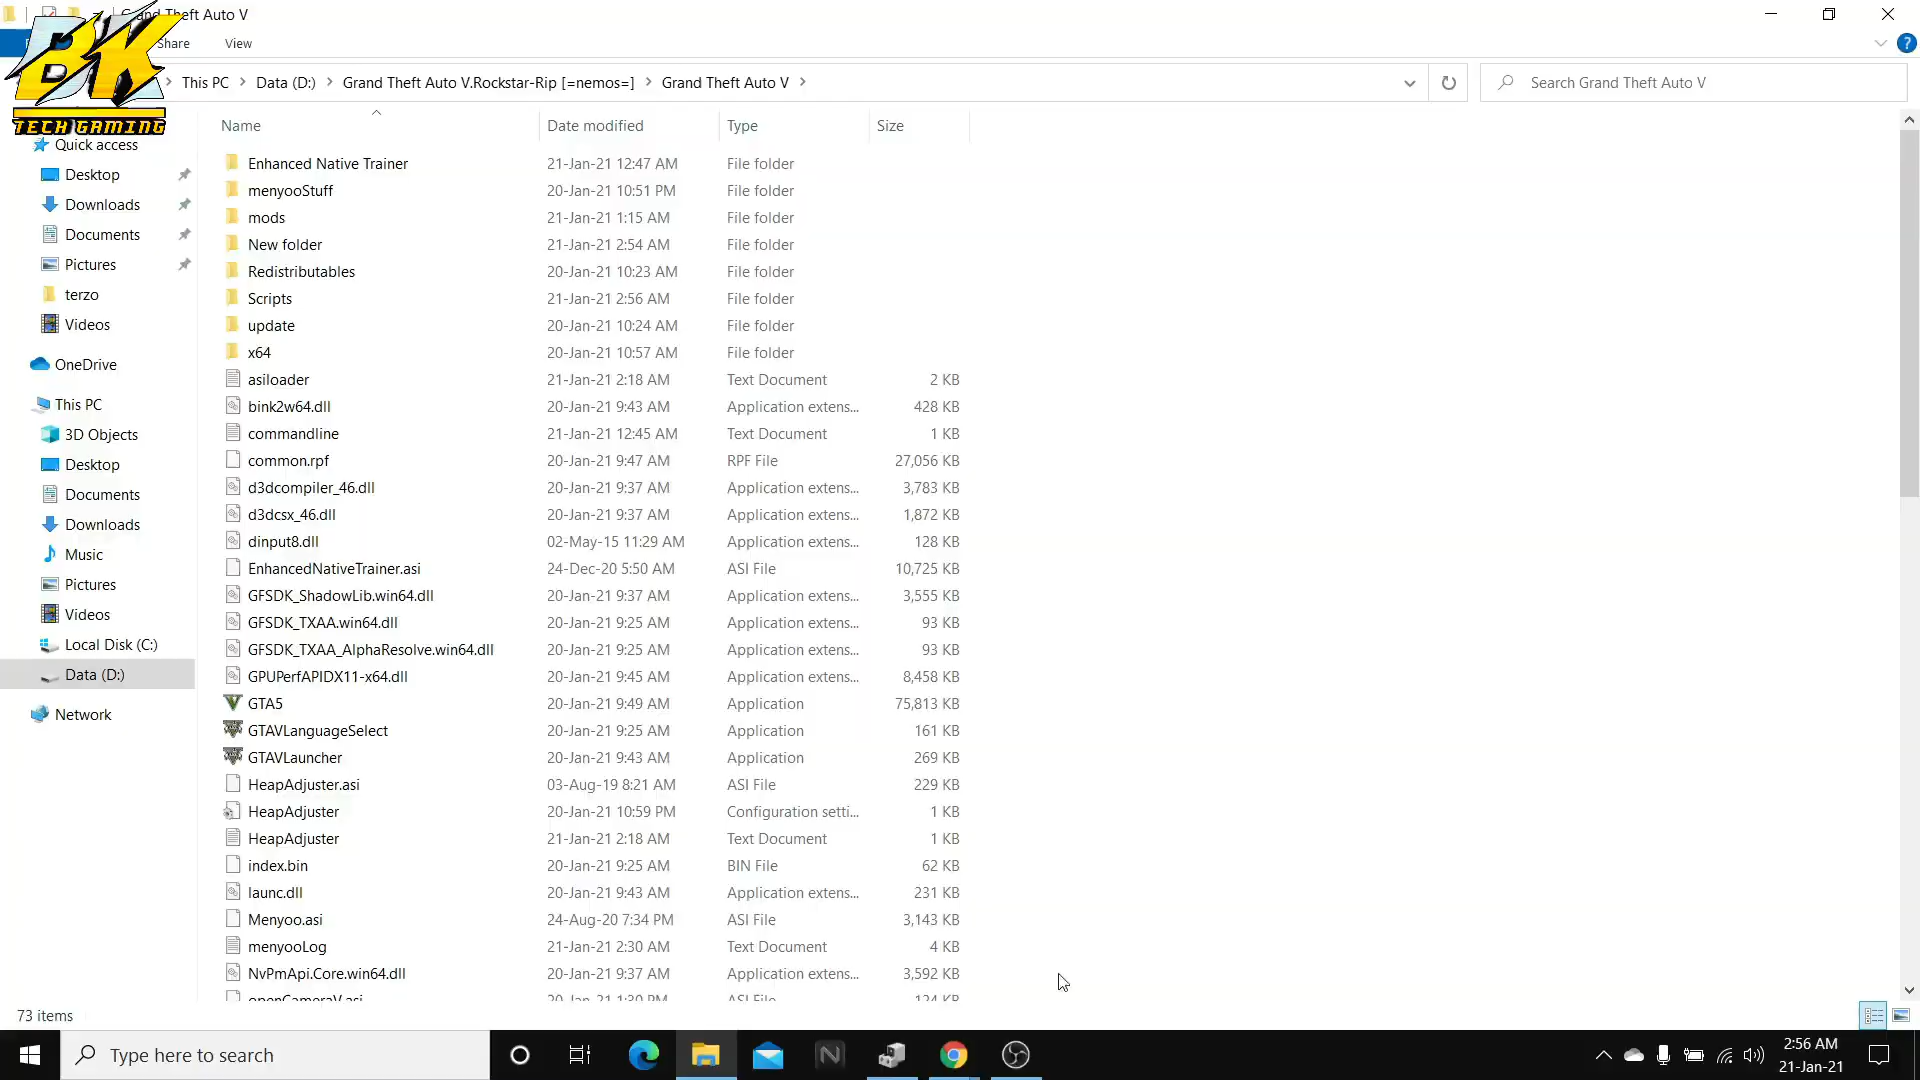 Grand Theft Auto V
BK
TECH GAMING
Share View
This PC Data (D:) Grand Theft Auto V.Rockstar-Rip [=nemos=] Grand Theft Auto V
Search Grand Theft Auto V
Quick access
Desktop
Downloads
Documents
Pictures
terzo
Videos
OneDrive
This PC
3D Objects
Desktop
Documents
Downloads
Music
Pictures
Videos
Local Disk (C:)
Data (D:)
Network
Name Date modified Type Size
Enhanced Native Trainer 21-Jan-21 12:47 AM File folder
menyooStuff 20-Jan-21 10:51 PM File folder
mods 21-Jan-21 1:15 AM File folder
New folder 21-Jan-21 2:54 AM File folder
Redistributables 20-Jan-21 10:23 AM File folder
Scripts 21-Jan-21 2:56 AM File folder
update 20-Jan-21 10:24 AM File folder
x64 20-Jan-21 10:57 AM File folder
asiloader 21-Jan-21 2:18 AM Text Document 2 KB
bink2w64.dll 20-Jan-21 9:43 AM Application extens... 428 KB
commandline 21-Jan-21 12:45 AM Text Document 1 KB
common.rpf 20-Jan-21 9:47 AM RPF File 27,056 KB
d3dcompiler_46.dll 20-Jan-21 9:37 AM Application extens... 3,783 KB
d3dcsx_46.dll 20-Jan-21 9:37 AM Application extens... 1,872 KB
dinput8.dll 02-May-15 11:29 AM Application extens... 128 KB
EnhancedNativeTrainer.asi 24-Dec-20 5:50 AM ASI File 10,725 KB
GFSDK_ShadowLib.win64.dll 20-Jan-21 9:37 AM Application extens... 3,555 KB
GFSDK_TXAA.win64.dll 20-Jan-21 9:25 AM Application extens... 93 KB
GFSDK_TXAA_AlphaResolve.win64.dll 20-Jan-21 9:25 AM Application extens... 93 KB
GPUPerfAPIDX11-x64.dll 20-Jan-21 9:45 AM Application extens... 8,458 KB
GTA5 20-Jan-21 9:49 AM Application 75,813 KB
GTAVLanguageSelect 20-Jan-21 9:25 AM Application 161 KB
GTAVLauncher 20-Jan-21 9:43 AM Application 269 KB
HeapAdjuster.asi 03-Aug-19 8:21 AM ASI File 229 KB
HeapAdjuster 20-Jan-21 10:59 PM Configuration setti... 1 KB
HeapAdjuster 21-Jan-21 2:18 AM Text Document 1 KB
index.bin 20-Jan-21 9:25 AM BIN File 62 KB
launc.dll 20-Jan-21 9:43 AM Application extens... 231 KB
Menyoo.asi 24-Aug-20 7:34 PM ASI File 3,143 KB
menyooLog 21-Jan-21 2:30 AM Text Document 4 KB
NvPmApi.Core.win64.dll 20-Jan-21 9:37 AM Application extens... 3,592 KB
openCameraV.asi 20-Jan-21 1:30 PM ASI File 124 KB
73 items
Type here to search
2:56 AM
21-Jan-21